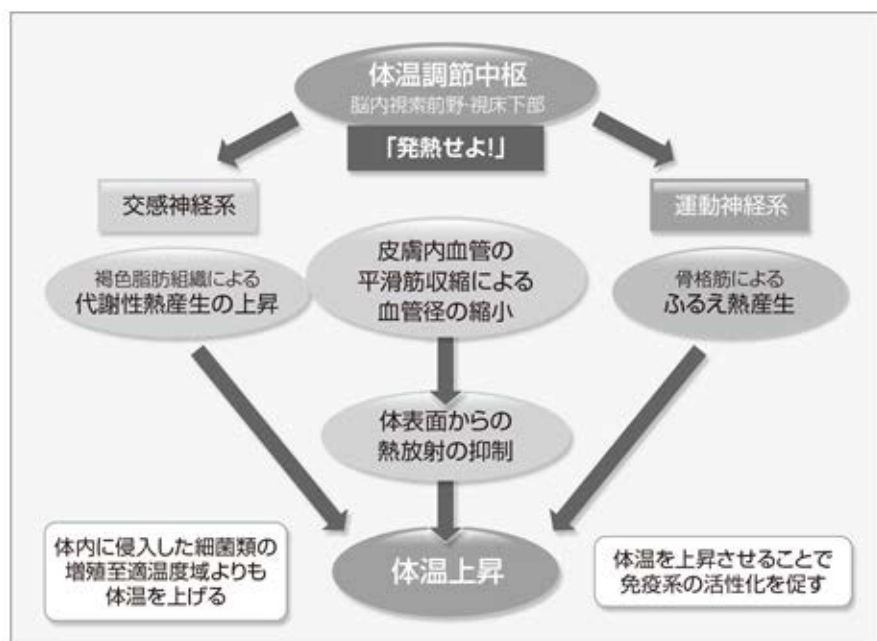 体温調節中枢
脳内視索前野・視床下部
「発熱せよ!」
交感神経系
運動神経系
褐色脂肪組織による
代謝性熱産生の上昇
皮膚内血管の
平滑筋収縮による
血管径の縮小
骨格筋による
ふるえ熱産生
体表面からの
熱放射の抑制
体内に侵入した細菌類の
増殖至適温度域よりも
体温を上げる
体温上昇
体温を上昇させることで
免疫系の活性化を促す